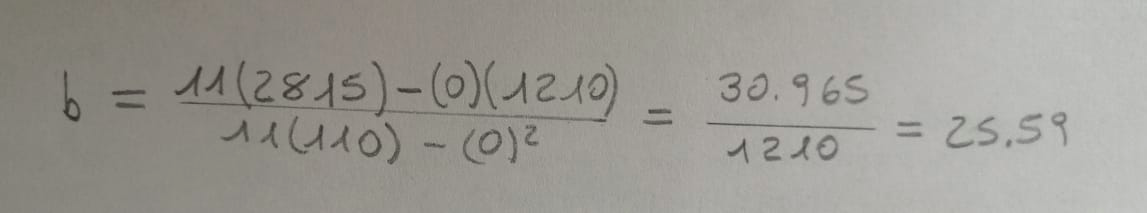 b = 11(2815)-(0)(1210) / 11(110) - (0)² = 30.965 / 1210 = 25.59